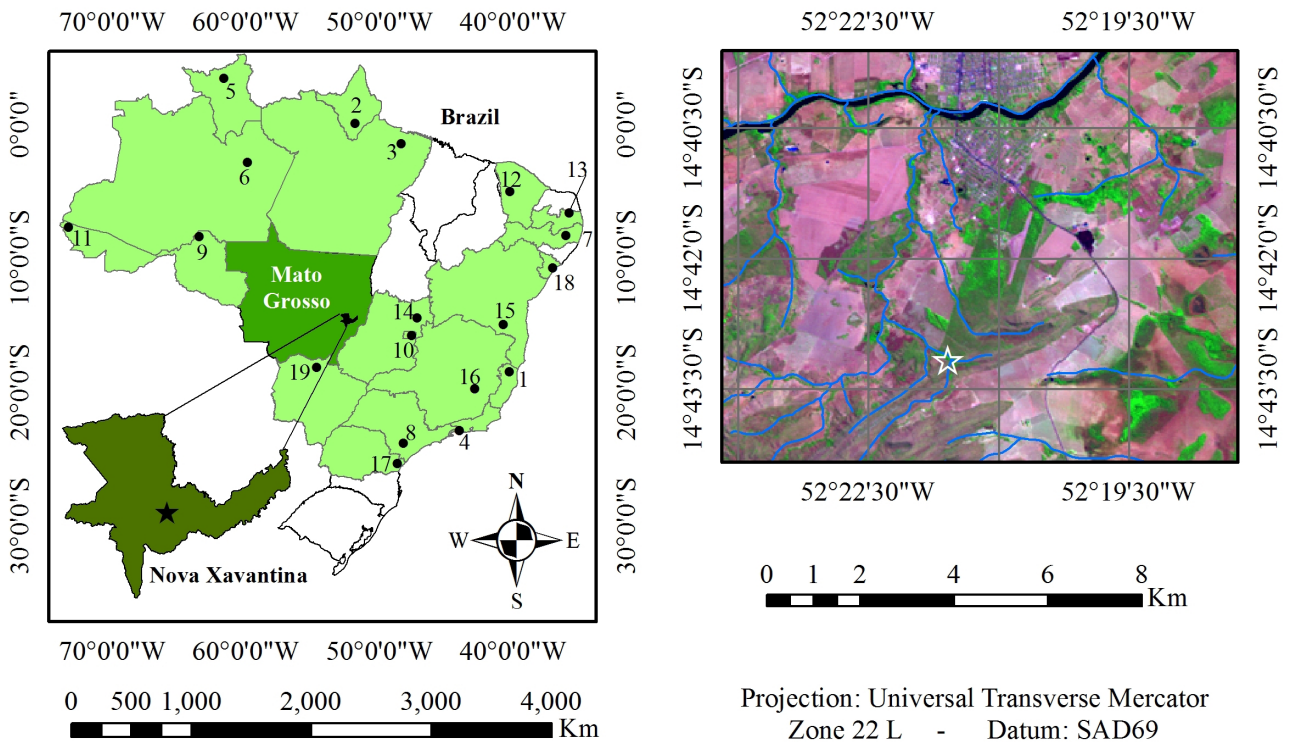 70°0'0"W 60°0'0"W 50°0'0"W 40°0'0"W
0°0'0"
10°0'0"S
20°0'0"S
30°0'0"S
Brazil
5
2
3
6
13
12
7
11
9
18
Mato
Grosso
14
15
10
19
1
16
8
4
17
N
W E
S
Nova Xavantina
0°0'0"
10°0'0"S
20°0'0"S
30°0'0"S
70°0'0"W 60°0'0"W 50°0'0"W 40°0'0"W
0 500 1,000 2,000 3,000 4,000
Km
52°22'30"W 52°19'30"W
14°40'30"S
14°42'0"S
14°43'30"S
14°40'30"S
14°42'0"S
14°43'30"S
52°22'30"W 52°19'30"W
0 1 2 4 6 8
Km
Projection: Universal Transverse Mercator
Zone 22 L - Datum: SAD69